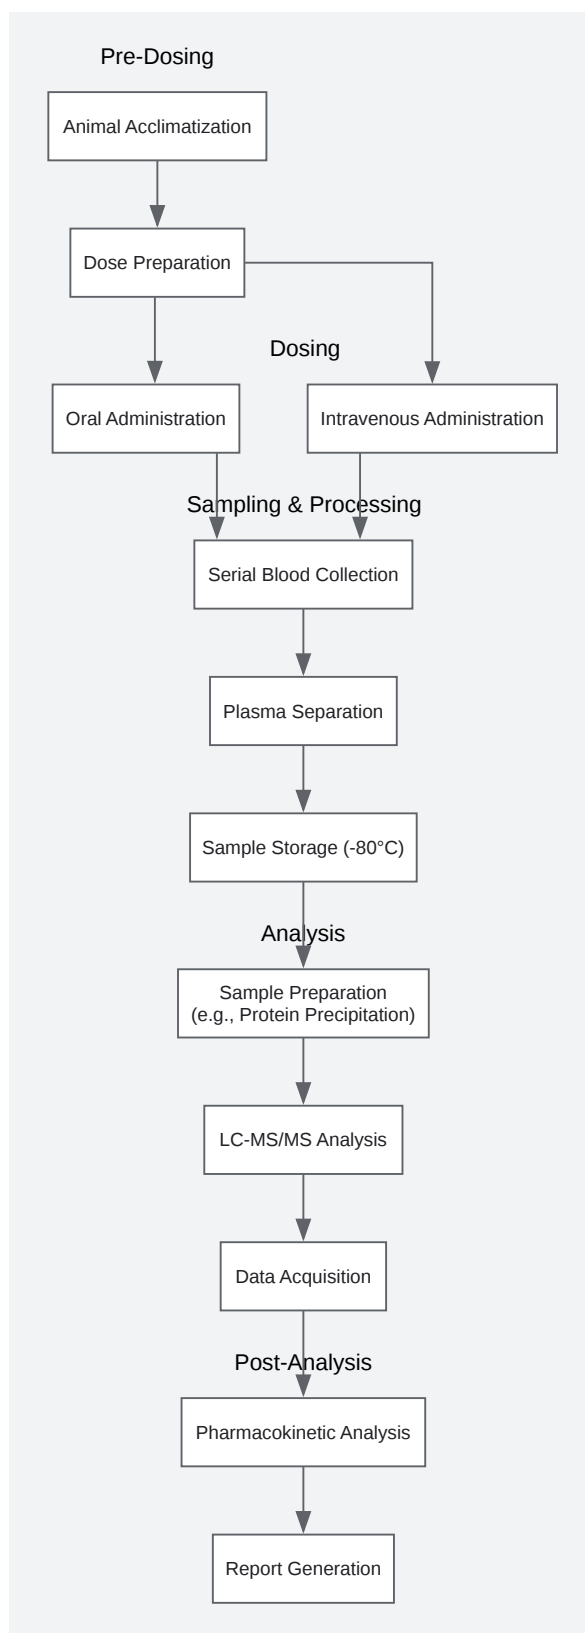 Pre-Dosing
Animal Acclimatization
Dose Preparation
Dosing
Oral Administration
Intravenous Administration
Sampling & Processing
Serial Blood Collection
Plasma Separation
Sample Storage (-80°C)
Analysis
Sample Preparation
(e.g., Protein Precipitation)
LC-MS/MS Analysis
Data Acquisition
Post-Analysis
Pharmacokinetic Analysis
Report Generation